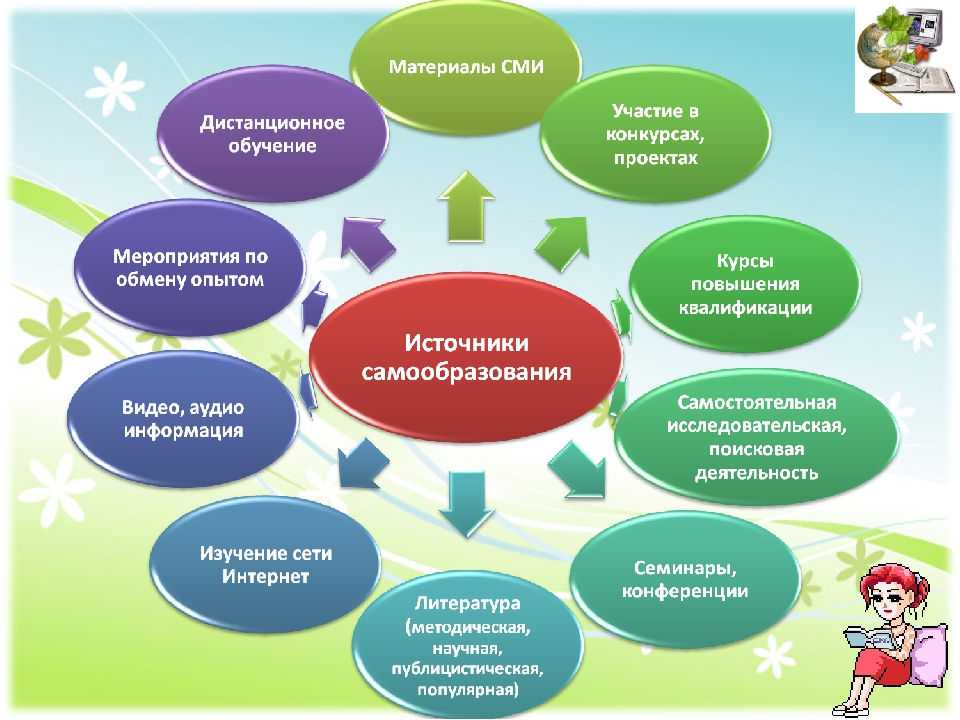 Материалы СМИ
Участие в
конкурсах,
проектах
Курсы
повышения
квалификации
Самостоятельная
исследовательская,
поисковая
деятельность
Семинары,
конференции
Литература
(методическая,
научная,
публицистическая,
популярная)
Изучение сети
Интернет
Видео, аудио
информация
Мероприятия по
обмену опытом
Дистанционное
обучение
Источники
самообразования